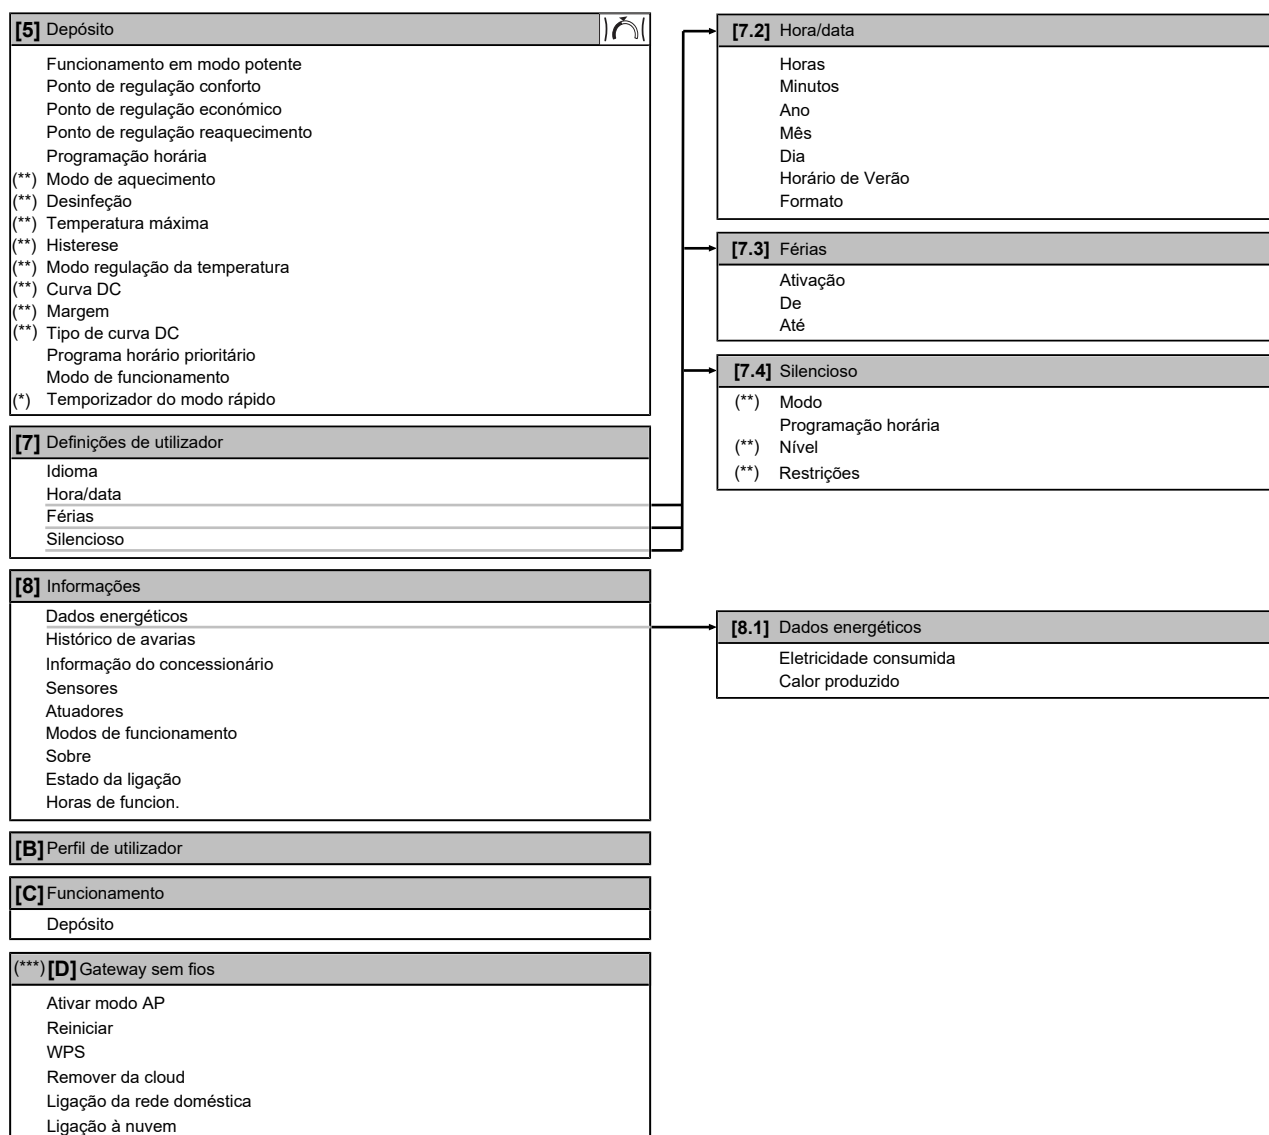 [5] Depósito
Funcionamento em modo potente
Ponto de regulação conforto
Ponto de regulação económico
Ponto de regulação reaquecimento
Programação horária
(**) Modo de aquecimento
(**) Desinfeção
(**) Temperatura máxima
(**) Histerese
(**) Modo regulação da temperatura
(**) Curva DC
(**) Margem
(**) Tipo de curva DC
Programa horário prioritário
Modo de funcionamento
(*) Temporizador do modo rápido
[7] Definições de utilizador
Idioma
Hora/data
Férias
Silencioso
[8] Informações
Dados energéticos
Histórico de avarias
Informação do concessionário
Sensores
Atuadores
Modos de funcionamento
Sobre
Estado da ligação
Horas de funcion.
[B] Perfil de utilizador
[C] Funcionamento
Depósito
(***) [D] Gateway sem fios
Ativar modo AP
Reiniciar
WPS
Remover da cloud
Ligação da rede doméstica
Ligação à nuvem
[7.2] Hora/data
Horas
Minutos
Ano
Mês
Dia
Horário de Verão
Formato
[7.3] Férias
Ativação
De
Até
[7.4] Silencioso
(**) Modo
Programação horária
(**) Nível
(**) Restrições
[8.1] Dados energéticos
Eletricidade consumida
Calor produzido